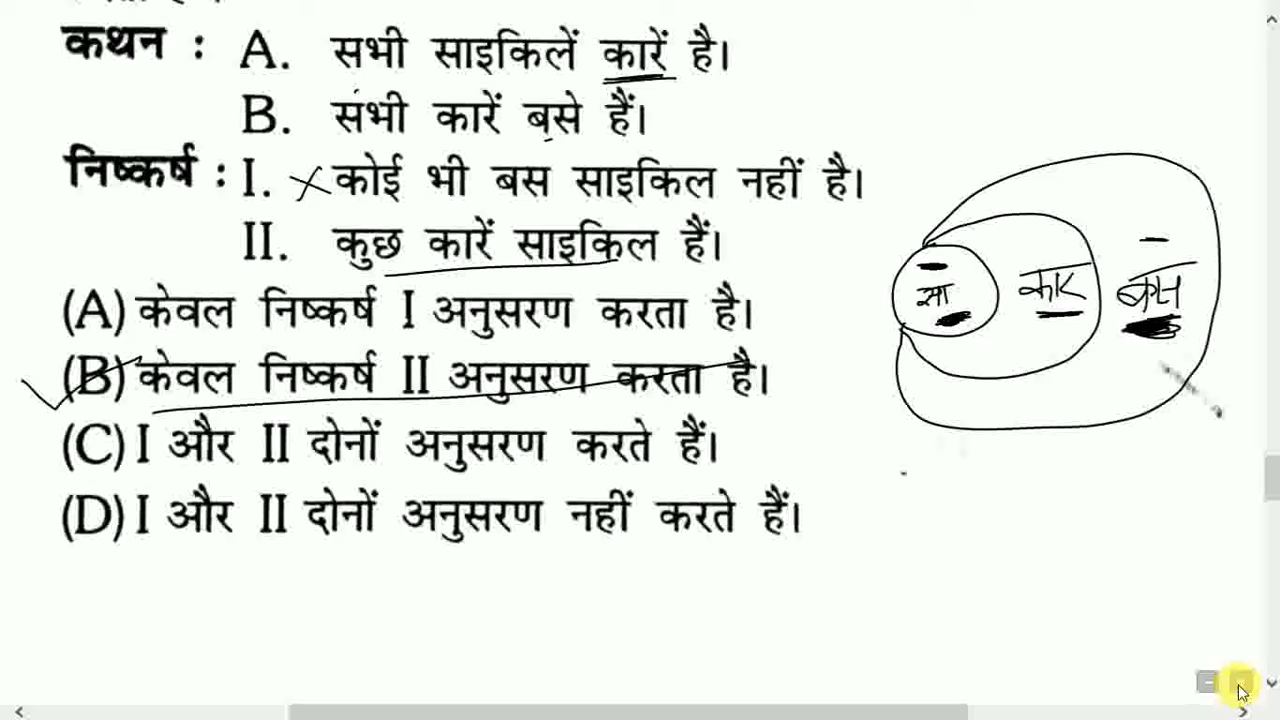 कथन : A. सभी साइकिलें कारें है।
B. सभी कारें बसे हैं।
निष्कर्ष : I. कोई भी बस साइकिल नहीं है।
II. कुछ कारें साइकिल हैं।
(A) केवल निष्कर्ष I अनुसरण करता है।
(B) केवल निष्कर्ष II अनुसरण करता है।
(C) I और II दोनों अनुसरण करते हैं।
(D) I और II दोनों अनुसरण नहीं करते हैं।
सा कार बस